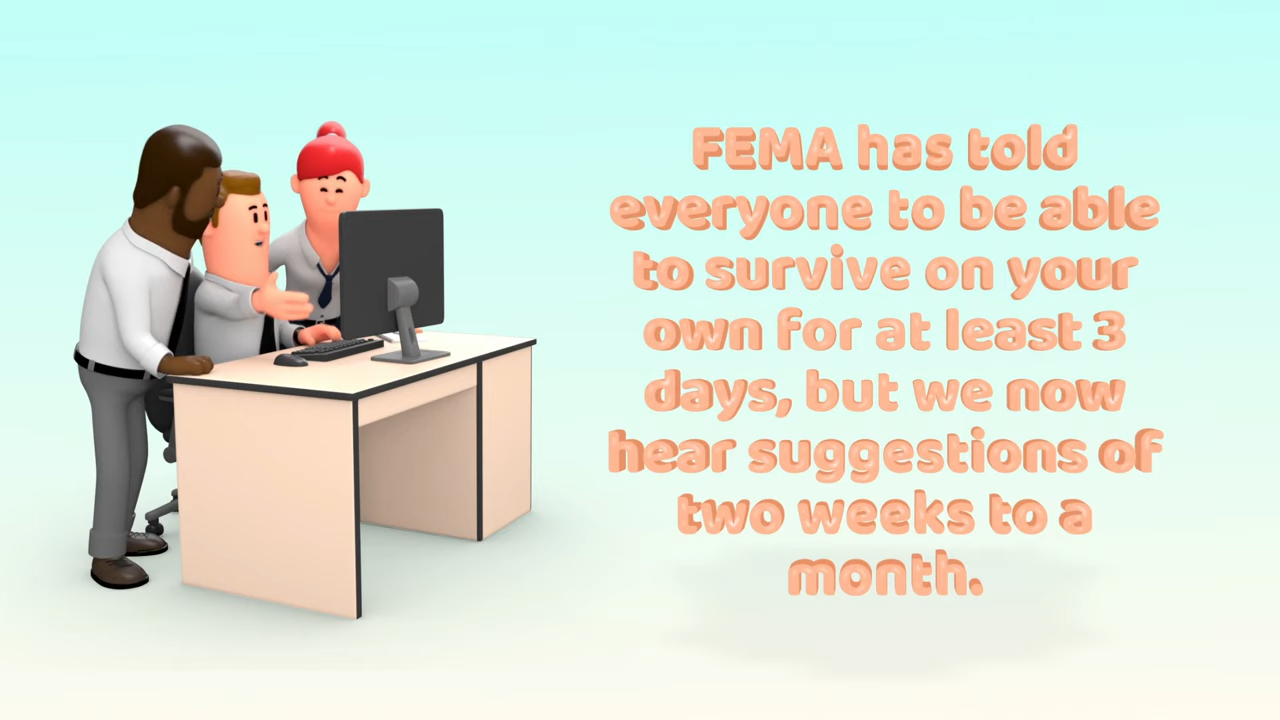 FEMA has told
everyone to be able
to survive on your
own for at least 3
days, but we now
hear suggestions of
two weeks to a
month.